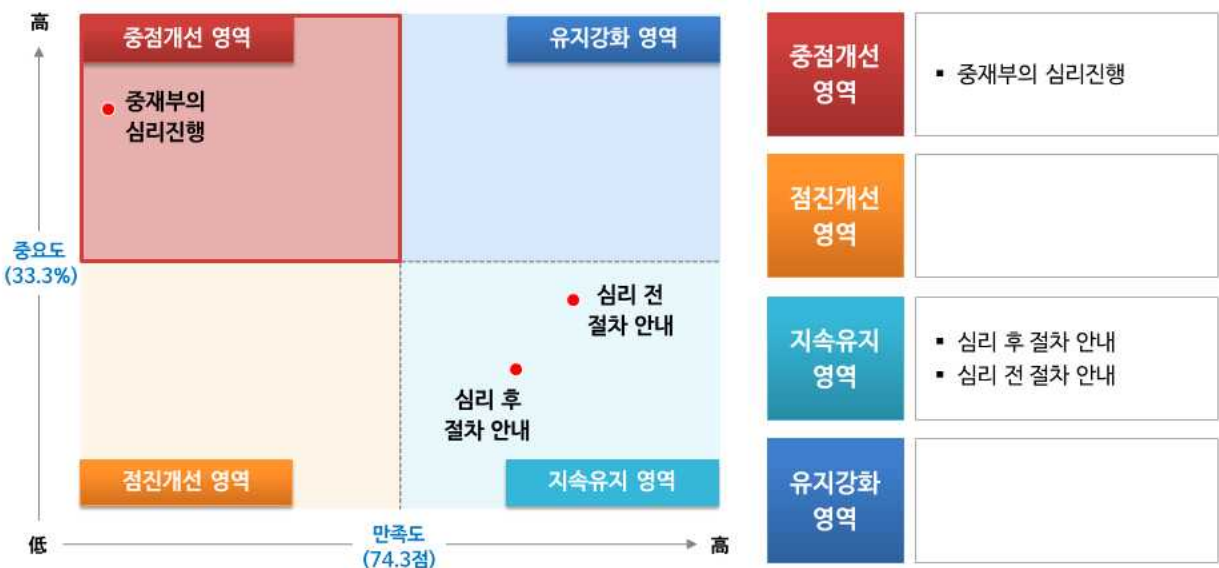 高
중점개선 영역
유지강화 영역
중재부의
심리진행
중요도
(33.3%)
심리 전
절차 안내
심리 후
절차 안내
점진개선 영역
지속유지 영역
低
만족도
(74.3점)
高
중점개선
영역
▪ 중재부의 심리진행
점진개선
영역
지속유지
영역
▪ 심리 후 절차 안내
▪ 심리 전 절차 안내
유지강화
영역